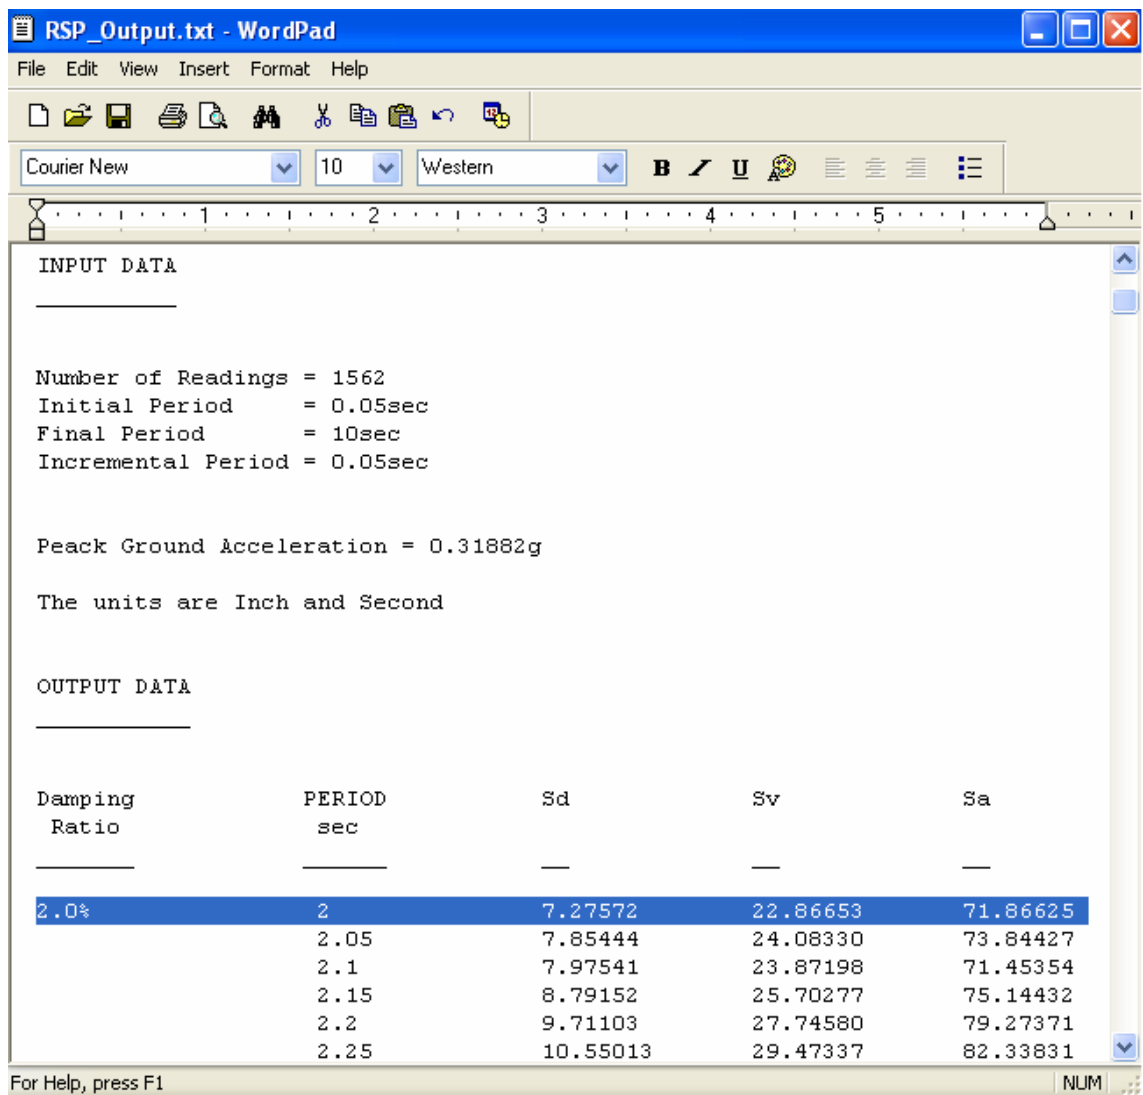 RSP_Output.txt - WordPad
File Edit View Insert Format Help
Courier New 10 Western B I U
1 2 3 4 5
INPUT DATA
Number of Readings = 1562
Initial Period = 0.05sec
Final Period = 10sec
Incremental Period = 0.05sec
Peack Ground Acceleration = 0.31882g
The units are Inch and Second
OUTPUT DATA
Damping PERIOD Sd Sv Sa
Ratio sec
2.0% 2 7.27572 22.86653 71.86625
2.05 7.85444 24.08330 73.84427
2.1 7.97541 23.87198 71.45354
2.15 8.79152 25.70277 75.14432
2.2 9.71103 27.74580 79.27371
2.25 10.55013 29.47337 82.33831
For Help, press F1 NUM